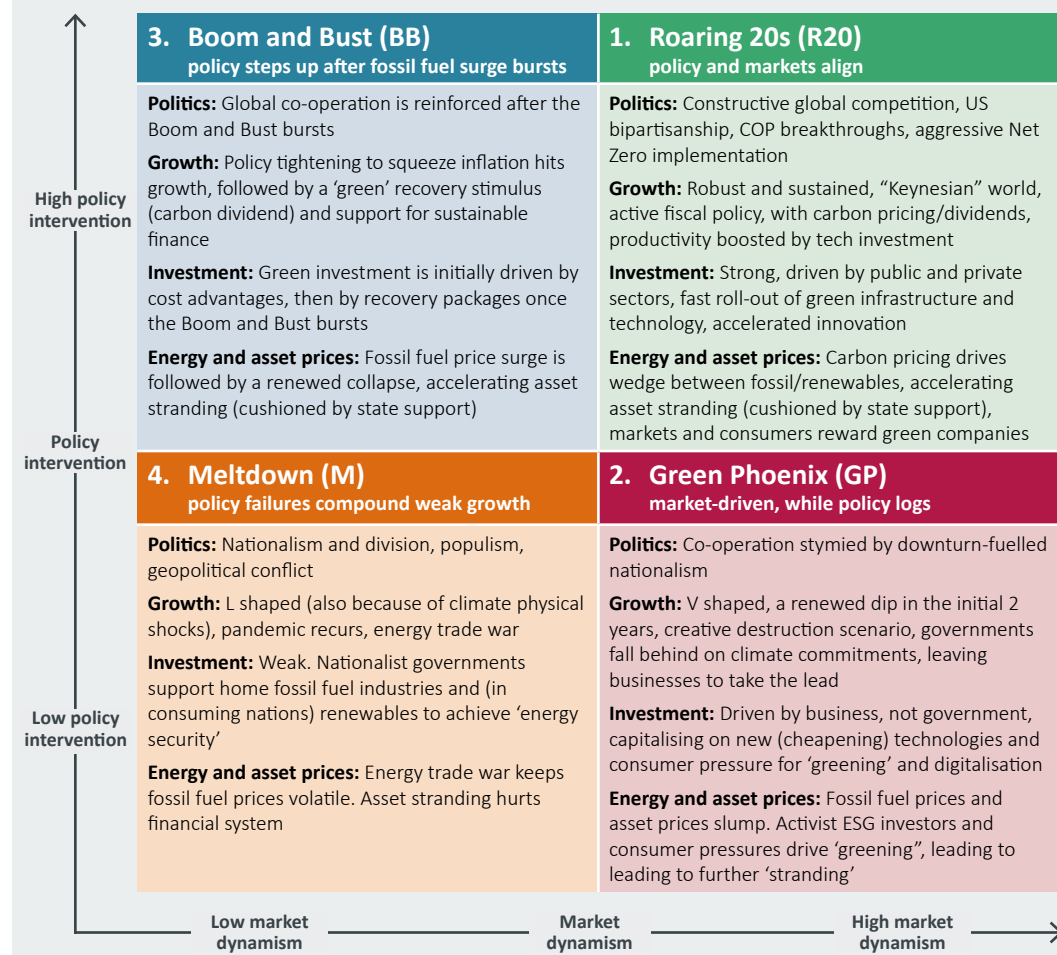 3. Boom and Bust (BB)
policy steps up after fossil fuel surge bursts
Politics: Global co-operation is reinforced after the
Boom and Bust bursts
Growth: Policy tightening to squeeze inflation hits
growth, followed by a ‘green’ recovery stimulus
(carbon dividend) and support for sustainable
finance
Investment: Green investment is initially driven by
cost advantages, then by recovery packages once
the Boom and Bust bursts
Energy and asset prices: Fossil fuel price surge is
followed by a renewed collapse, accelerating asset
stranding (cushioned by state support)
1. Roaring 20s (R20)
policy and markets align
Politics: Constructive global competition, US
bipartisanship, COP breakthroughs, aggressive Net
Zero implementation
Growth: Robust and sustained, “Keynesian” world,
active fiscal policy, with carbon pricing/dividends,
productivity boosted by tech investment
Investment: Strong, driven by public and private
sectors, fast roll-out of green infrastructure and
technology, accelerated innovation
Energy and asset prices: Carbon pricing drives
wedge between fossil/renewables, accelerating
asset stranding (cushioned by state support),
markets and consumers reward green companies
4. Meltdown (M)
policy failures compound weak growth
Politics: Nationalism and division, populism,
geopolitical conflict
Growth: L shaped (also because of climate physical
shocks), pandemic recurs, energy trade war
Investment: Weak. Nationalist governments
support home fossil fuel industries and (in
consuming nations) renewables to achieve ‘energy
security’
Energy and asset prices: Energy trade war keeps
fossil fuel prices volatile. Asset stranding hurts
financial system
2. Green Phoenix (GP)
market-driven, while policy logs
Politics: Co-operation stymied by downturn-fuelled
nationalism
Growth: V shaped, a renewed dip in the initial 2
years, creative destruction scenario, governments
fall behind on climate commitments, leaving
businesses to take the lead
Investment: Driven by business, not government,
capitalising on new (cheapening) technologies and
consumer pressure for ‘greening’ and digitalisation
Energy and asset prices: Fossil fuel prices and
asset prices slump. Activist ESG investors and
consumer pressures drive ‘greening”, leading to
leading to further ‘stranding’
High policy
intervention
Policy
intervention
Low policy
intervention
Low market
dynamism
Market
dynamism
High market
dynamism